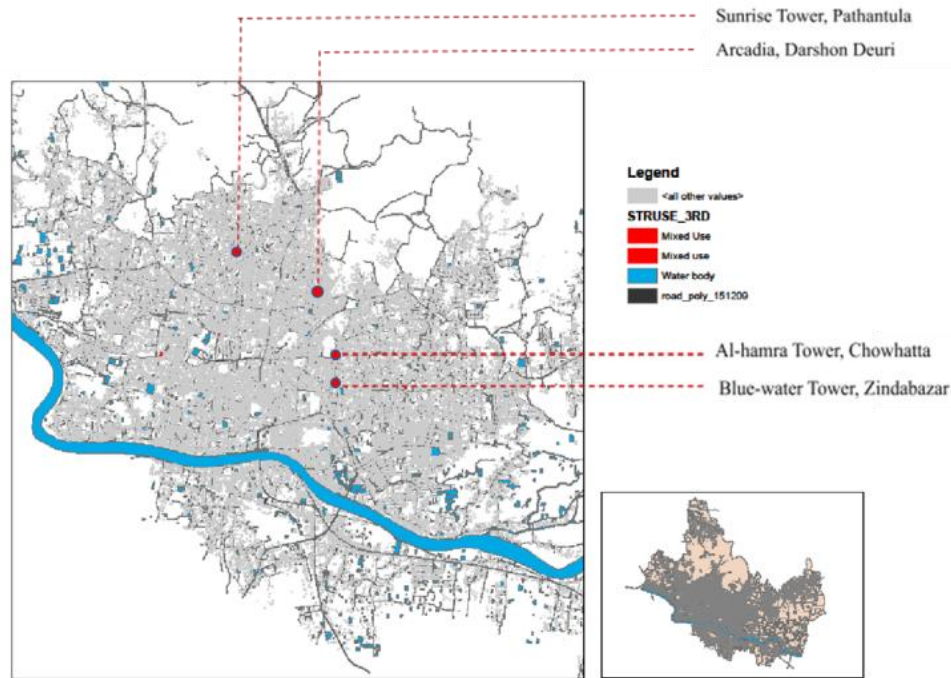 Sunrise Tower, Pathantula
Arcadia, Darshon Deuri
Legend
<all other values>
STRUSE_3RD
Mixed Use
Mixed use
Water body
road_poly_151209
Al-hamra Tower, Chowhatta
Blue-water Tower, Zindabazar